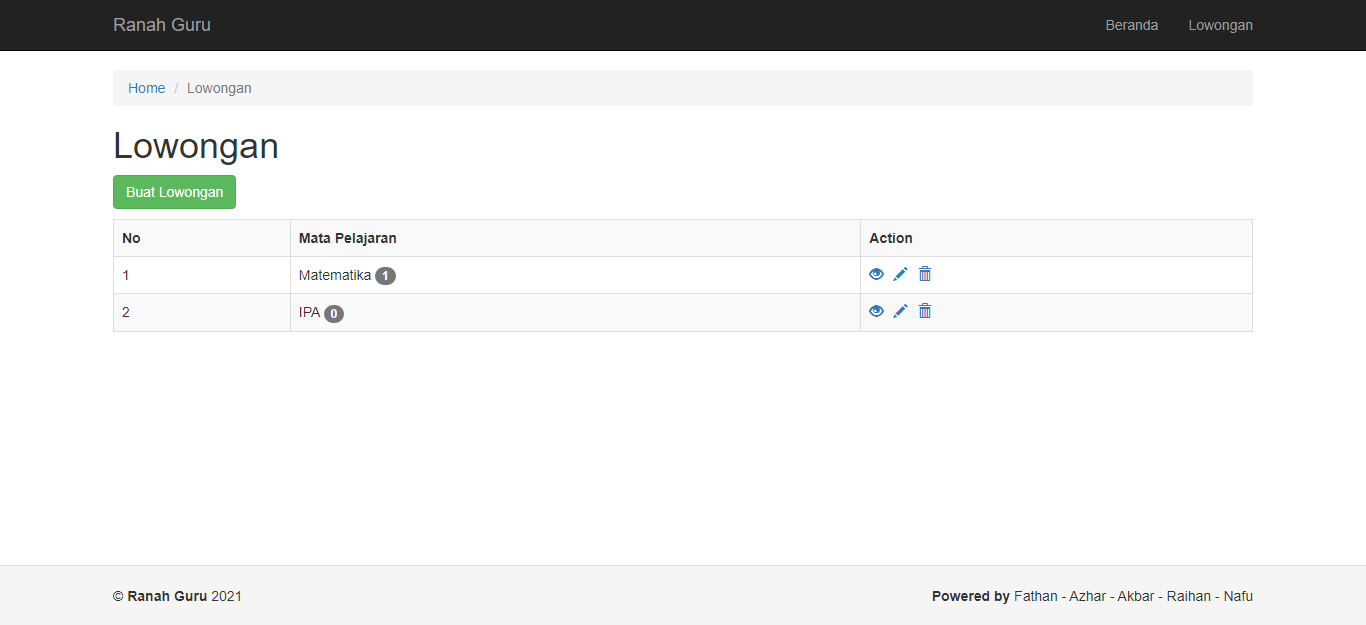 Ranah Guru Beranda Lowongan
Home / Lowongan
Lowongan
Buat Lowongan
No Mata Pelajaran Action
1 Matematika 1
2 IPA 0
© Ranah Guru 2021 Powered by Fathan - Azhar - Akbar - Raihan - Nafu